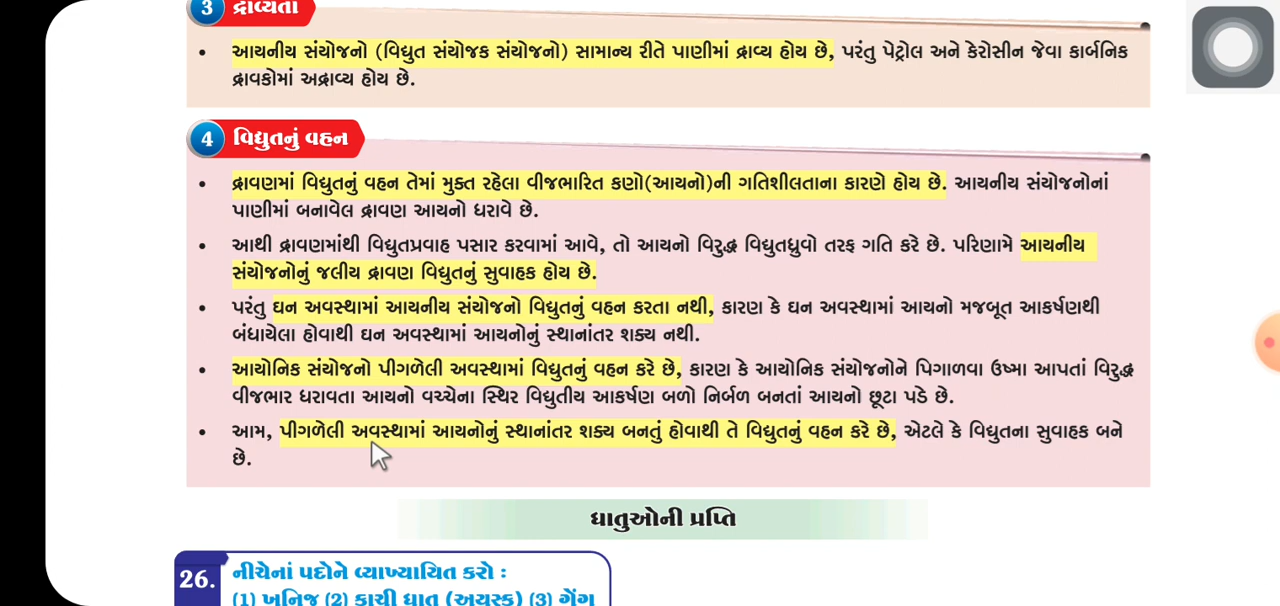 3 દ્રાવ્યતા
• આયનીય સંયોજનો (વિદ્યુત સંયોજક સંયોજનો) સામાન્ય રીતે પાણીમાં દ્રાવ્ય હોય છે, પરંતુ પેટ્રોલ અને કેરોસીન જેવા કાર્બનિક
દ્રાવકોમાં અદ્રાવ્ય હોય છે.
4 વિદ્યુતનું વહન
• દ્રાવણમાં વિદ્યુતનું વહન તેમાં મુક્ત રહેલા વીજભારિત કણો(આયનો)ની ગતિશીલતાના કારણે હોય છે. આયનીય સંયોજનોનાં
પાણીમાં બનાવેલ દ્રાવણ આયનો ધરાવે છે.
• આથી દ્રાવણમાંથી વિદ્યુતપ્રવાહ પસાર કરવામાં આવે, તો આયનો વિરુદ્ધ વિદ્યુતધ્રુવો તરફ ગતિ કરે છે. પરિણામે આયનીય
સંયોજનોનું જલીય દ્રાવણ વિદ્યુતનું સુવાહક હોય છે.
• પરંતુ ઘન અવસ્થામાં આયનીય સંયોજનો વિદ્યુતનું વહન કરતા નથી, કારણ કે ઘન અવસ્થામાં આયનો મજબૂત આકર્ષણથી
બંધાયેલા હોવાથી ઘન અવસ્થામાં આયનોનું સ્થાનાંતર શક્ય નથી.
• આયોનિક સંયોજનો પીગળેલી અવસ્થામાં વિદ્યુતનું વહન કરે છે, કારણ કે આયોનિક સંયોજનોને પિગાળવા ઉષ્મા આપતાં વિરુદ્ધ
વીજભાર ધરાવતા આયનો વચ્ચેના સ્થિર વિદ્યુતીય આકર્ષણ બળો નિર્બળ બનતાં આયનો છૂટા પડે છે.
• આમ, પીગળેલી અવસ્થામાં આયનોનું સ્થાનાંતર શક્ય બનતું હોવાથી તે વિદ્યુતનું વહન કરે છે, એટલે કે વિદ્યુતના સુવાહક બને
છે.
ધાતુઓની પ્રપ્તિ
26. નીચેનાં પદોને વ્યાખ્યાયિત કરો :
(1) ખનિજ (2) કાચી ધાતુ (અયસ્ક) (3) ગેંગ